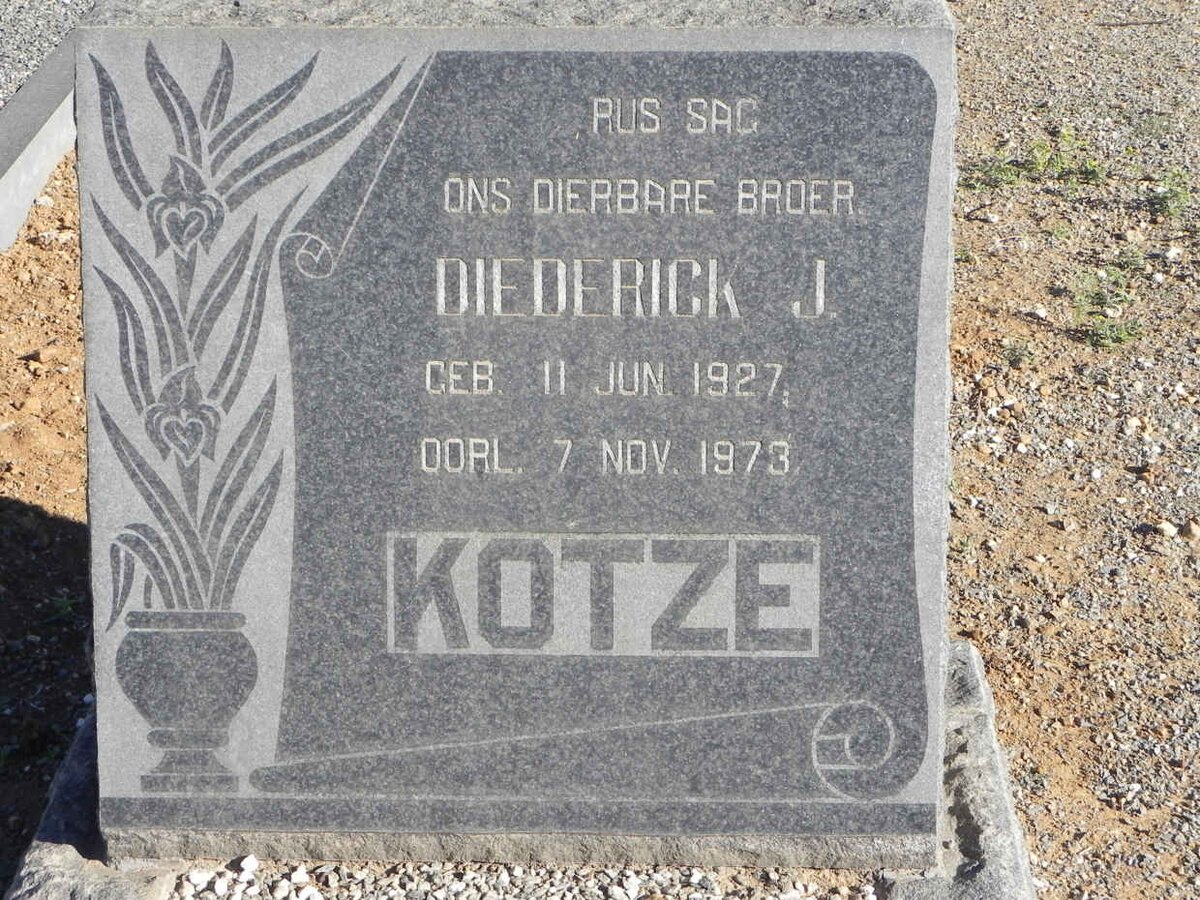 RUS SAG
ONS DIERBARE BROER.
DIEDERICK J.
GEB. 11 JUN. 1927,
OORL. 7 NOV. 1973.
KOTZE